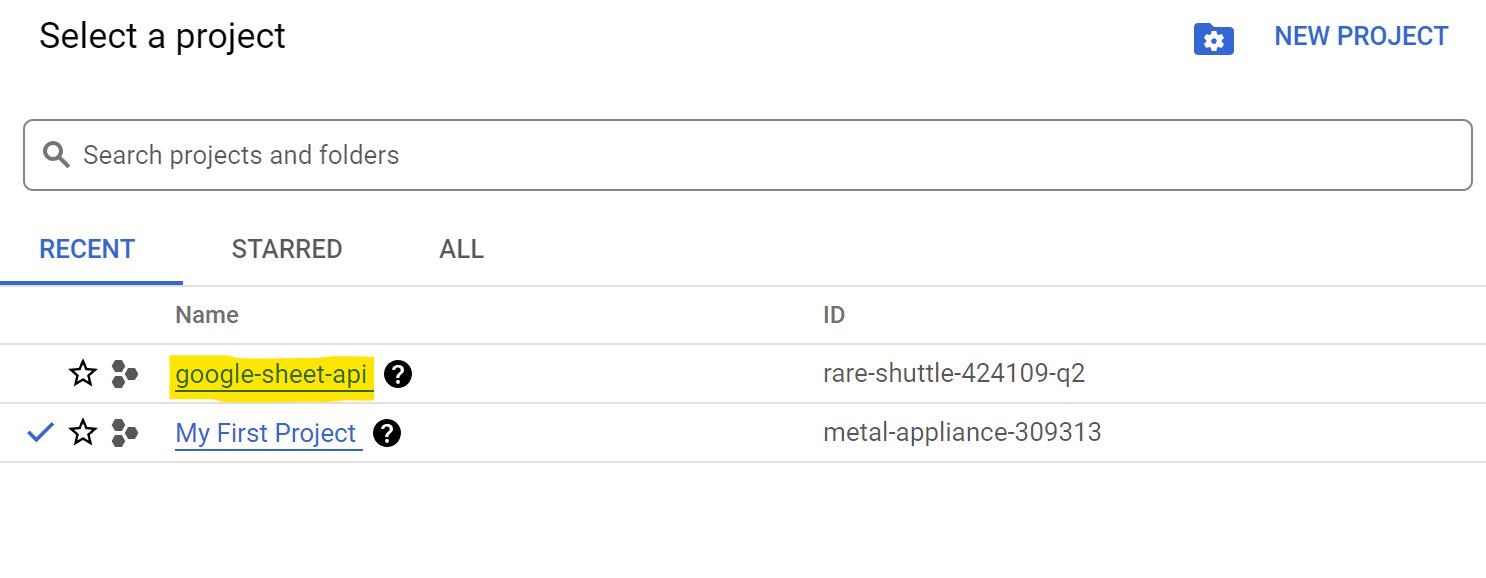 Select a project
NEW PROJECT
Search projects and folders
RECENT STARRED ALL
Name ID
google-sheet-api ? rare-shuttle-424109-q2
My First Project ? metal-appliance-309313